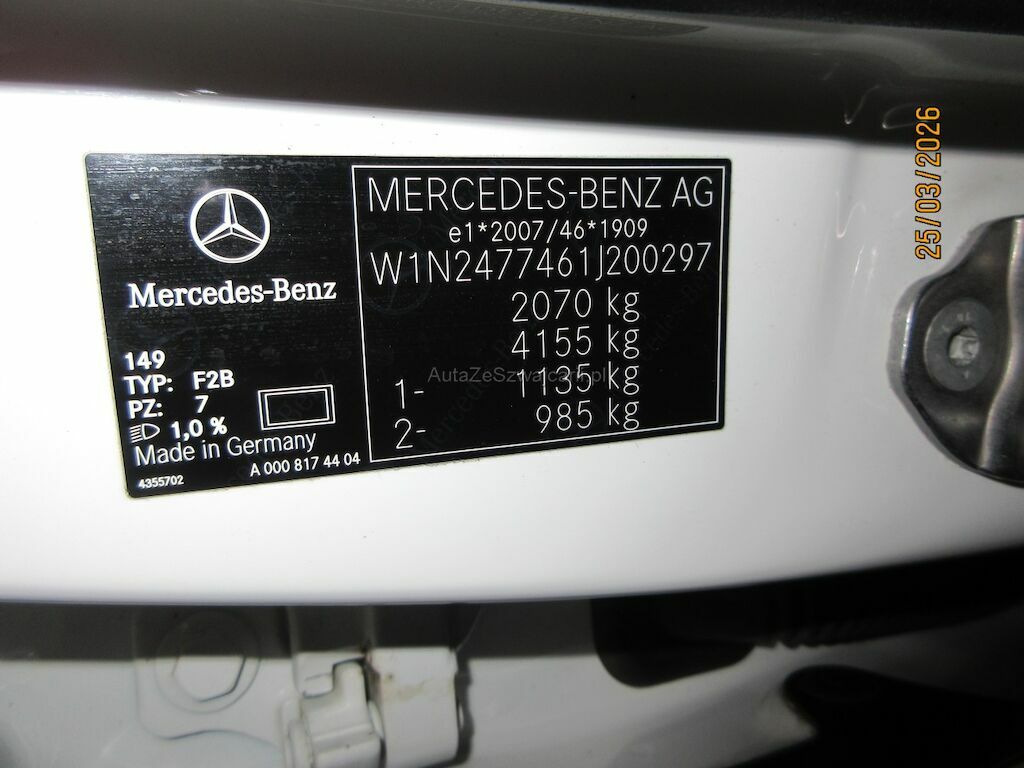 Mercedes-Benz
149
TYP: F2B
PZ: 7
1,0 %
Made in Germany
A 000 817 44 04
4355702
MERCEDES-BENZ AG
e1*2007/46*1909
W1N2477461J200297
2070 kg
4155 kg
1- 1135 kg
2- 985 kg
AutaZeSzwajcarii.pl
25/03/2026